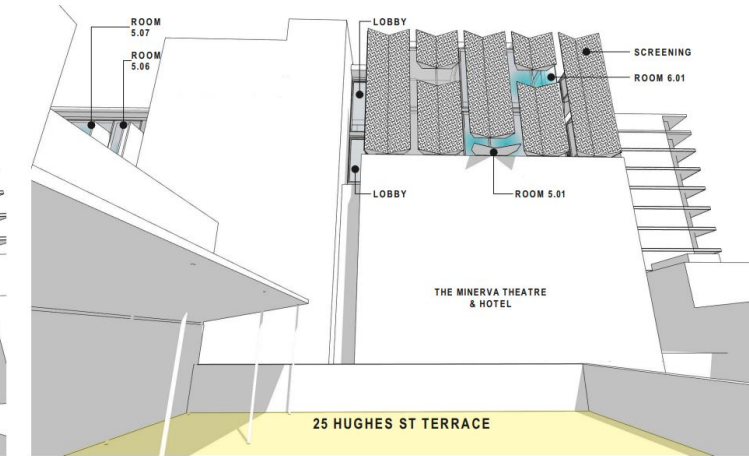 ROOM
5.07
ROOM
5.06
LOBBY
SCREENING
ROOM 6.01
LOBBY
ROOM 5.01
THE MINERVA THEATRE
& HOTEL
25 HUGHES ST TERRACE